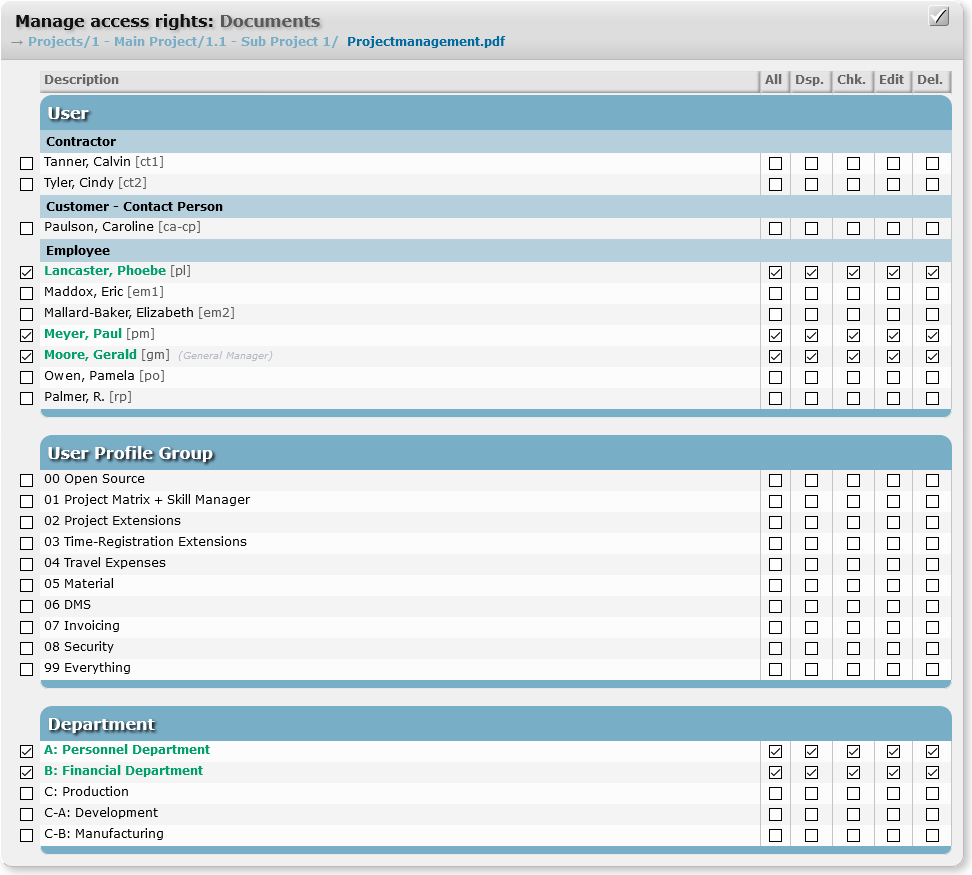 Manage access rights: Documents
→ Projects/1 - Main Project/1.1 - Sub Project 1/ Projectmanagement.pdf
Description All Dsp. Chk. Edit Del.
User
Contractor
Tanner, Calvin [ct1]
Tyler, Cindy [ct2]
Customer - Contact Person
Paulson, Caroline [ca-cp]
Employee
Lancaster, Phoebe [pl]
Maddox, Eric [em1]
Mallard-Baker, Elizabeth [em2]
Meyer, Paul [pm]
Moore, Gerald [gm] (General Manager)
Owen, Pamela [po]
Palmer, R. [rp]
User Profile Group
00 Open Source
01 Project Matrix + Skill Manager
02 Project Extensions
03 Time-Registration Extensions
04 Travel Expenses
05 Material
06 DMS
07 Invoicing
08 Security
99 Everything
Department
A: Personnel Department
B: Financial Department
C: Production
C-A: Development
C-B: Manufacturing